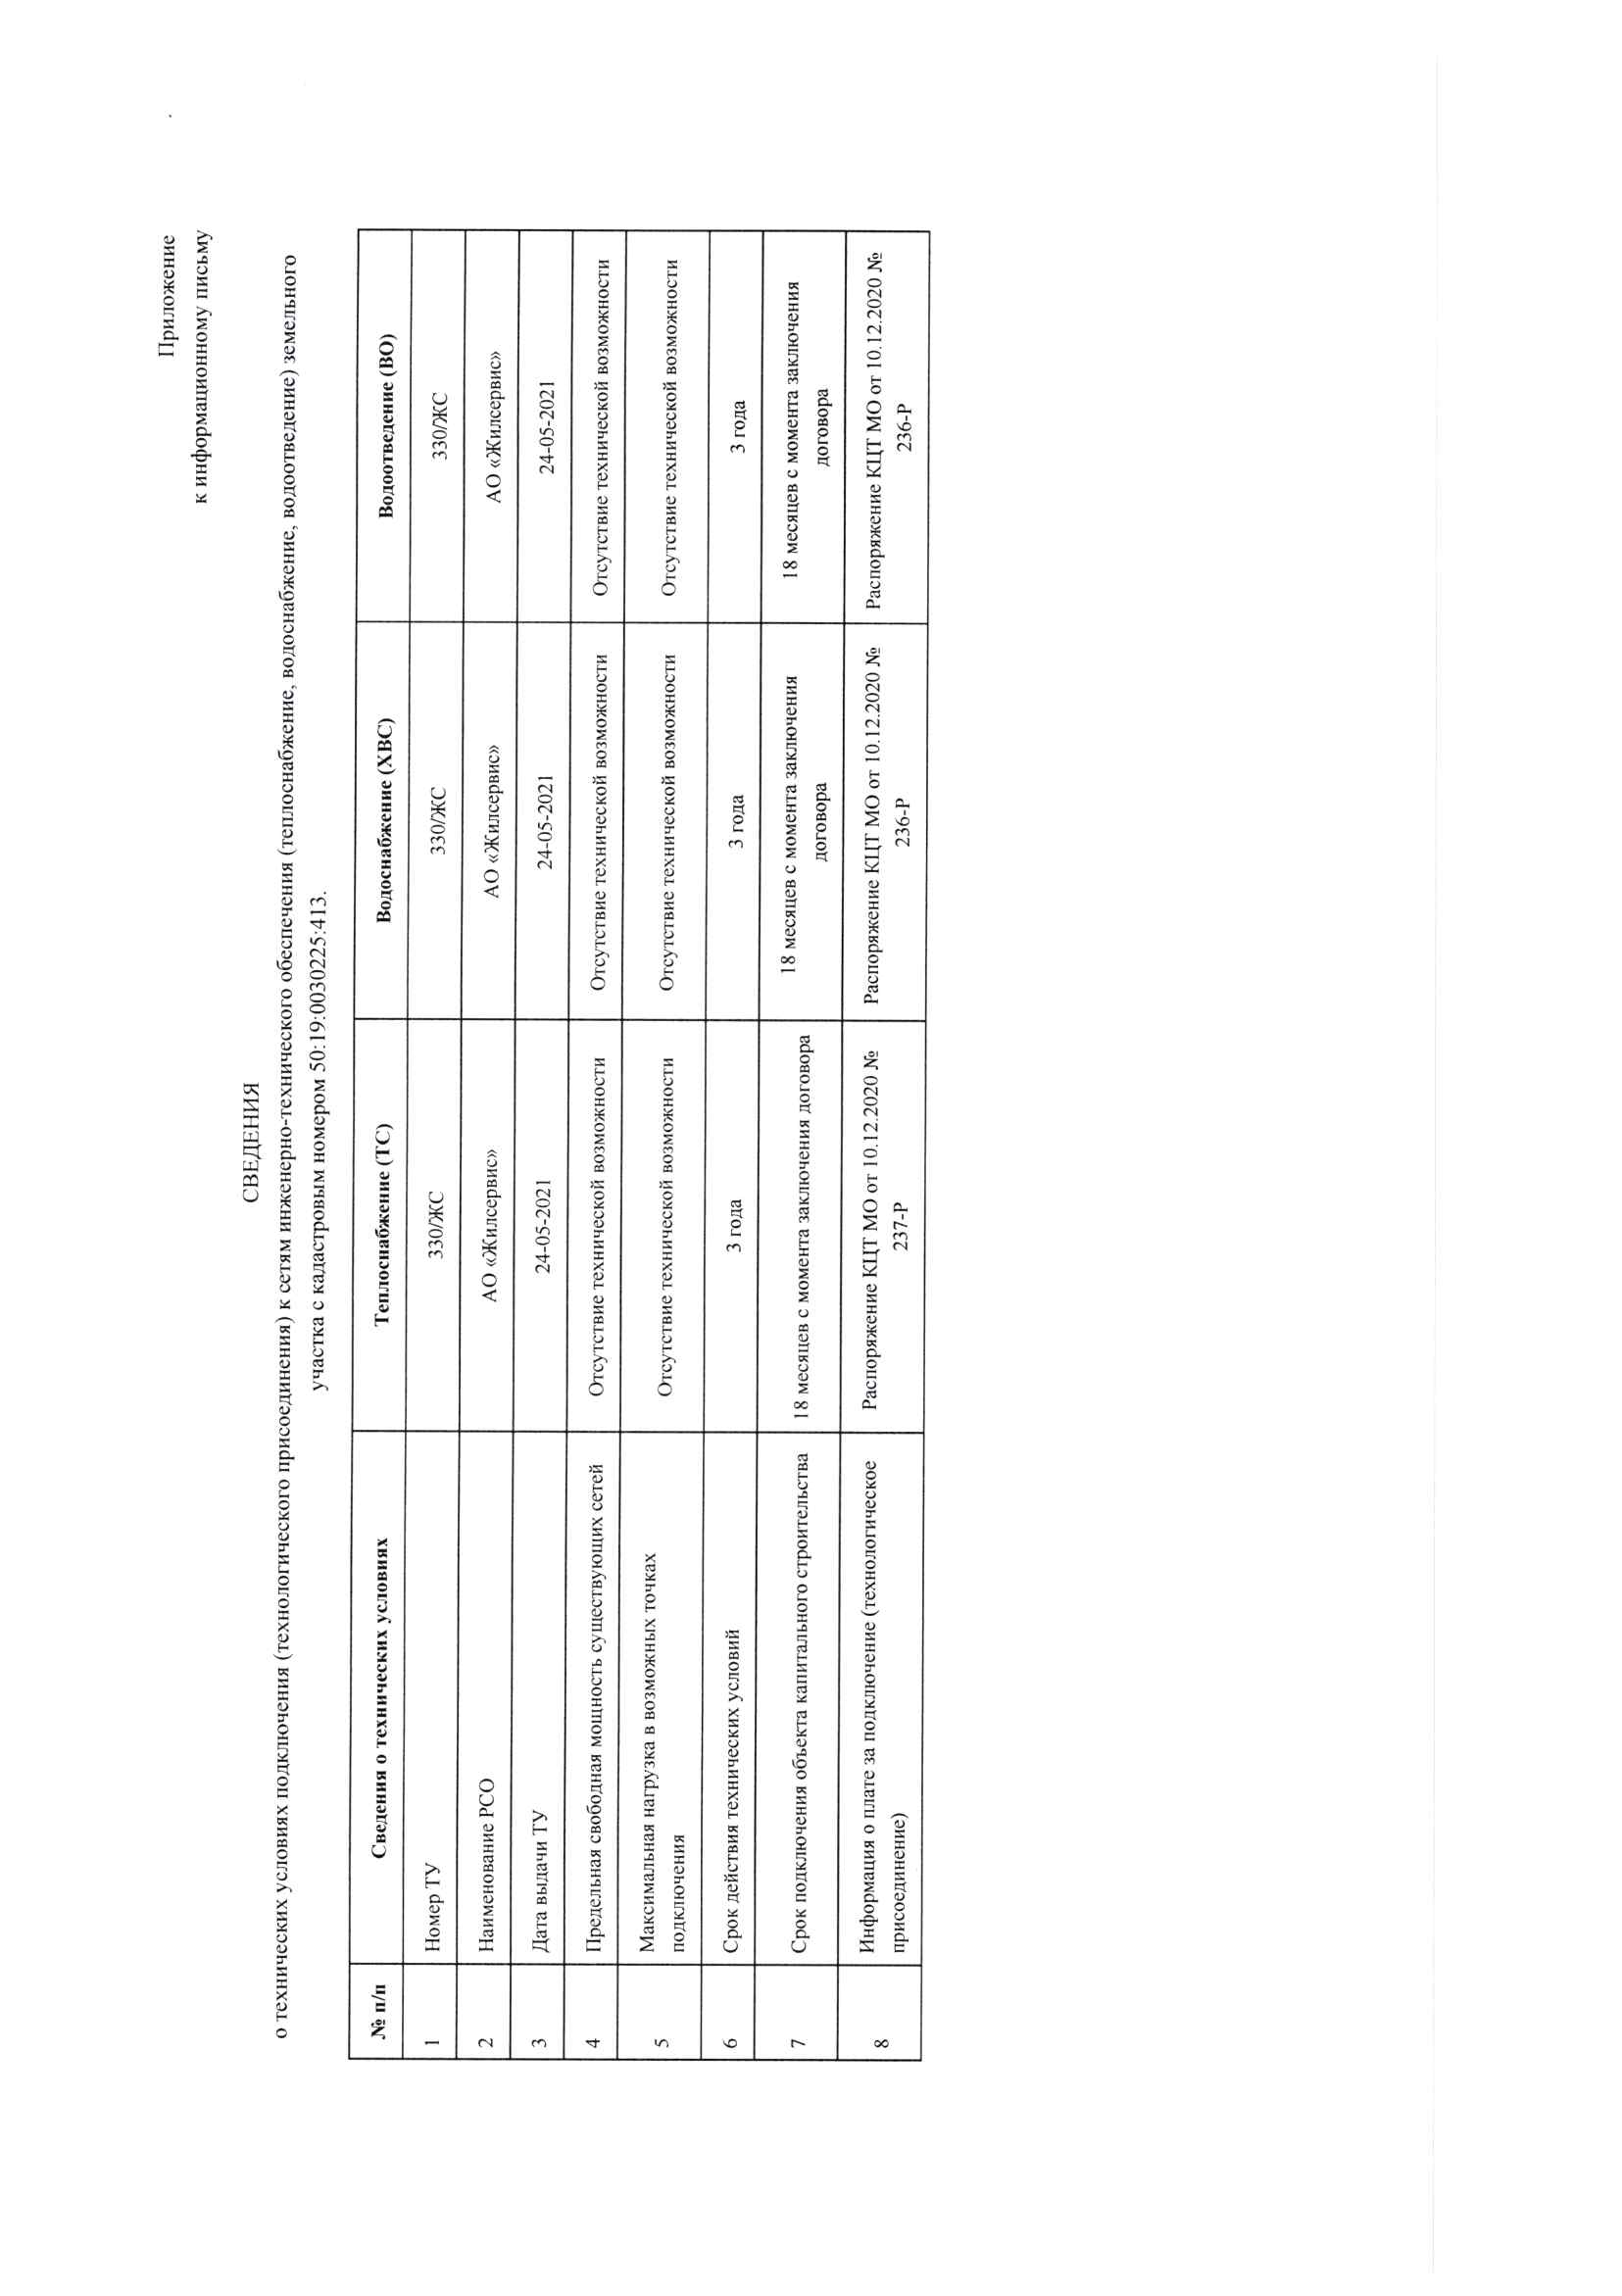 Приложение
к информационному письму
СВЕДЕНИЯ
о технических условиях подключения (технологического присоединения) к сетям инженерно-технического обеспечения (теплоснабжение, водоснабжение, водоотведение) земельного
участка с кадастровым номером 50:19:0030225:413.
№ п/п Сведения о технических условиях Теплоснабжение (ТС) Водоснабжение (ХВС) Водоотведение (ВО)
1 Номер ТУ 330/ЖС 330/ЖС 330/ЖС
2 Наименование РСО АО «Жилсервис» АО «Жилсервис» АО «Жилсервис»
3 Дата выдачи ТУ 24-05-2021 24-05-2021 24-05-2021
4 Предельная свободная мощность существующих сетей Отсутствие технической возможности Отсутствие технической возможности Отсутствие технической возможности
5 Максимальная нагрузка в возможных точках
подключения Отсутствие технической возможности Отсутствие технической возможности Отсутствие технической возможности
6 Срок действия технических условий 3 года 3 года 3 года
7 Срок подключения объекта капитального строительства 18 месяцев с момента заключения договора 18 месяцев с момента заключения 18 месяцев с момента заключения
договора договора
8 Информация о плате за подключение (технологическое Распоряжение КЦТ МО от 10.12.2020 № Распоряжение КЦТ МО от 10.12.2020 № Распоряжение КЦТ МО от 10.12.2020 №
присоединение) 237-Р 236-Р 236-Р